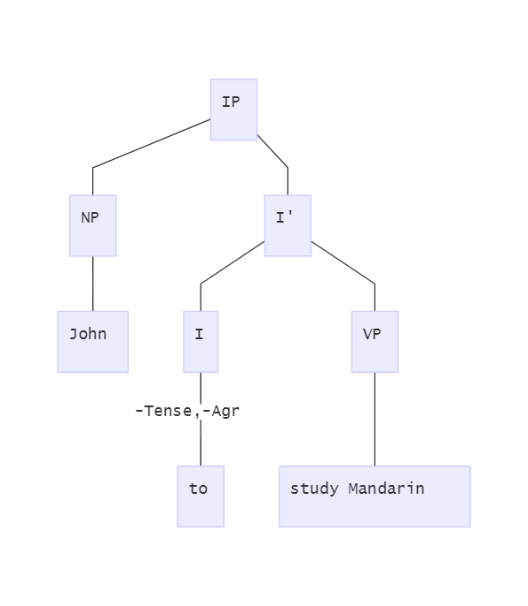 IP
NP
I'
John
I
VP
-Tense,-Agr
to
study Mandarin